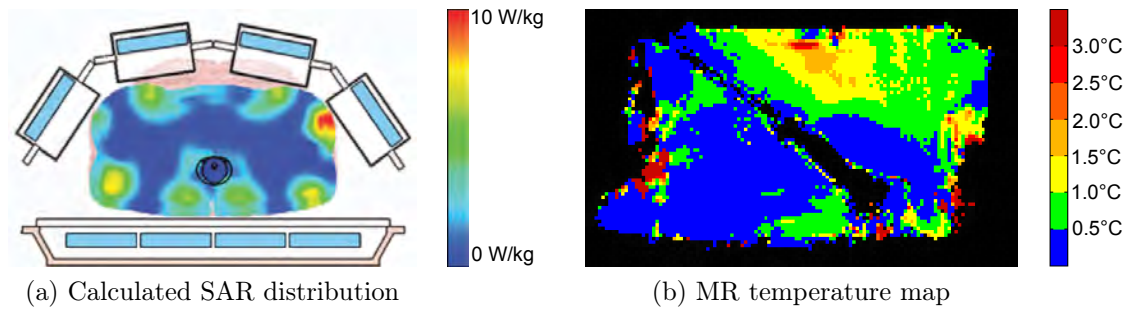 10 W/kg
0 W/kg
3.0°C
2.5°C
2.0°C
1.5°C
1.0°C
0.5°C
(a) Calculated SAR distribution
(b) MR temperature map